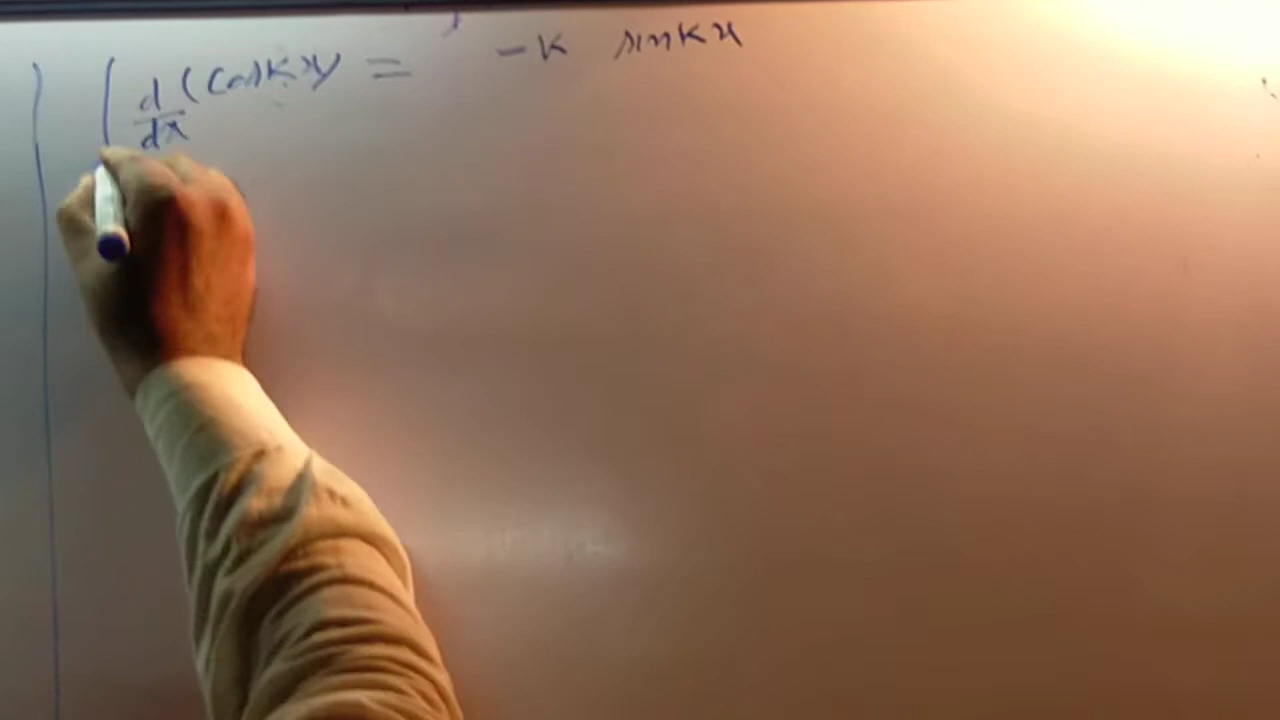 d/dx (Cos Kx) = -K sin Kx